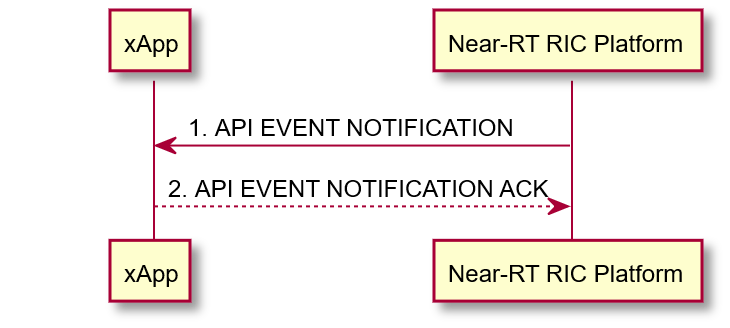 xApp
Near-RT RIC Platform
1. API EVENT NOTIFICATION
2. API EVENT NOTIFICATION ACK
xApp
Near-RT RIC Platform